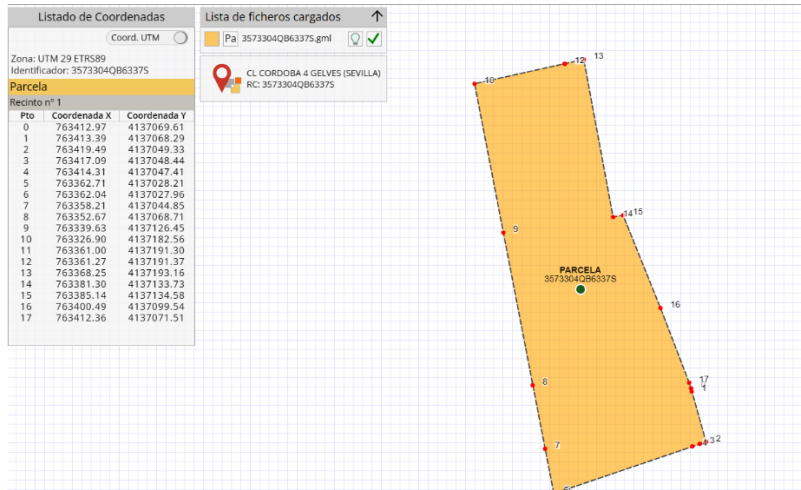 Listado de Coordenadas
Coord. UTM
Zona: UTM 29 ETRS89
Identificador: 3573304QB6337S
Parcela
Recinto nº 1
Pto Coordenada X Coordenada Y
0 763412.97 4137069.61
1 763413.39 4137068.29
2 763419.49 4137049.33
3 763417.09 4137048.44
4 763414.31 4137047.41
5 763362.71 4137028.21
6 763362.04 4137027.96
7 763358.21 4137044.85
8 763352.67 4137068.71
9 763339.63 4137126.45
10 763326.90 4137182.56
11 763361.00 4137191.30
12 763361.27 4137191.37
13 763368.25 4137193.16
14 763381.30 4137133.73
15 763385.14 4137134.58
16 763400.49 4137099.54
17 763412.36 4137071.51
Lista de ficheros cargados
Pa 3573304QB6337S.gml
CL CORDOBA 4 GELVES (SEVILLA)
RC: 3573304QB6337S
13
12
10
14 15
9
PARCELA
3573304QB6337S
16
17
8
1
3 2
4
7